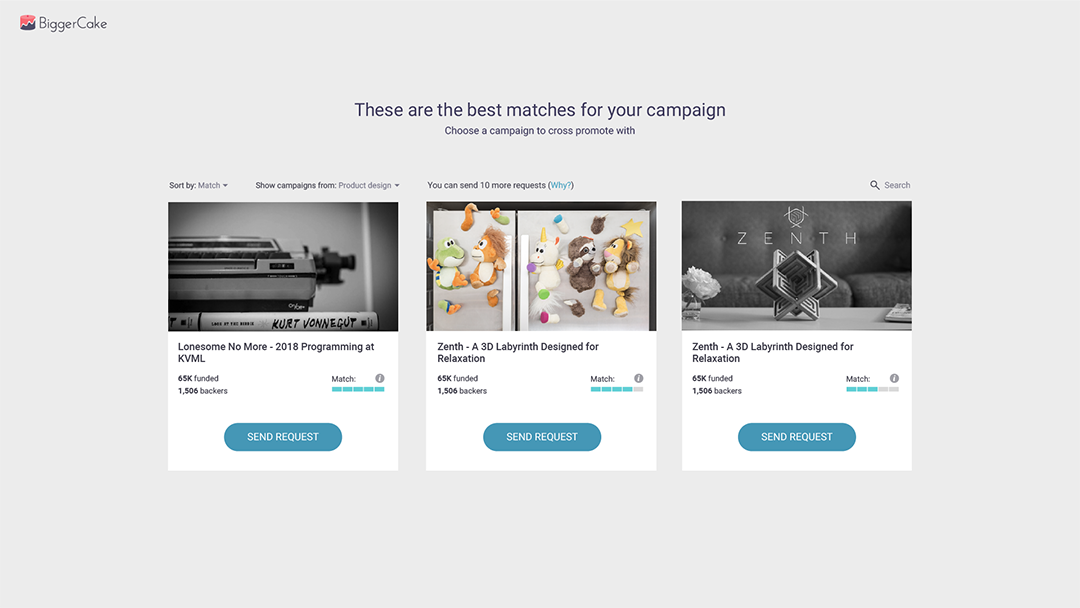 BiggerCake
These are the best matches for your campaign
Choose a campaign to cross promote with
Sort by: Match
Show campaigns from: Product design
You can send 10 more requests (Why?)
Search
KURT VONNEGUT
ZENTH
Lonesome No More - 2018 Programming at
KVML
65K funded
1,506 backers
Match:
SEND REQUEST
Zenth - A 3D Labyrinth Designed for
Relaxation
65K funded
1,506 backers
Match:
SEND REQUEST
Zenth - A 3D Labyrinth Designed for
Relaxation
65K funded
1,506 backers
Match:
SEND REQUEST